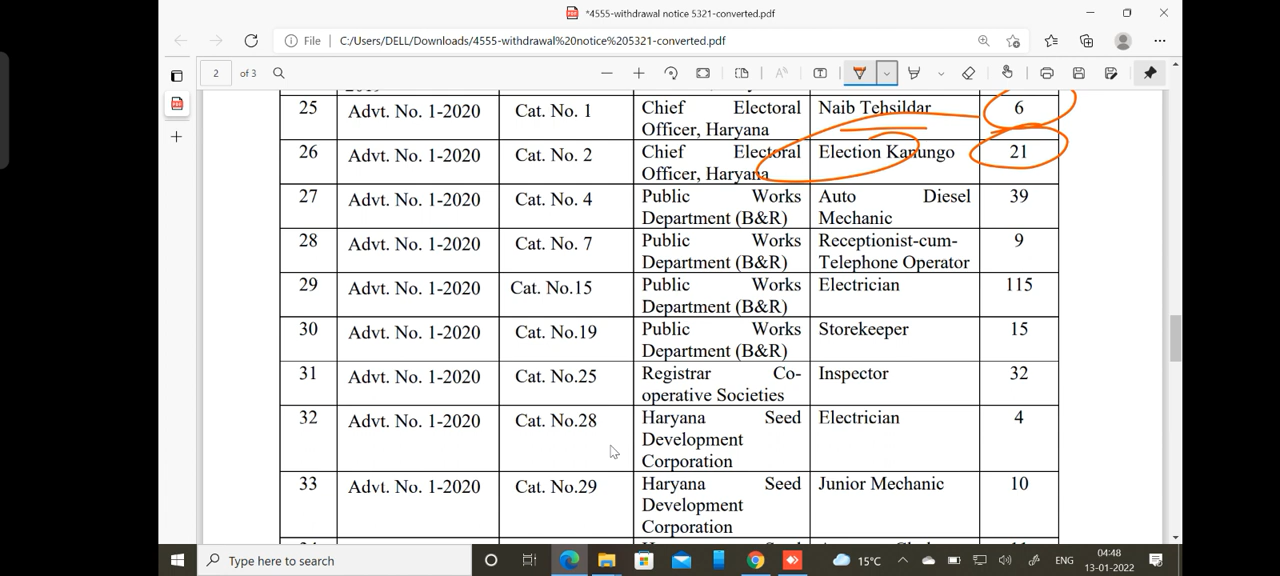 *4555-withdrawal notice 5321-converted.pdf
File C:/Users/DELL/Downloads/4555-withdrawal%20notice%205321-converted.pdf
2 of 3
25 Advt. No. 1-2020 Cat. No. 1 Chief Electoral Naib Tehsildar 6
Officer, Haryana
26 Advt. No. 1-2020 Cat. No. 2 Chief Electoral Election Kanungo 21
Officer, Haryana
27 Advt. No. 1-2020 Cat. No. 4 Public Works Auto Diesel 39
Department (B&R) Mechanic
28 Advt. No. 1-2020 Cat. No. 7 Public Works Receptionist-cum- 9
Department (B&R) Telephone Operator
29 Advt. No. 1-2020 Cat. No.15 Public Works Electrician 115
Department (B&R)
30 Advt. No. 1-2020 Cat. No.19 Public Works Storekeeper 15
Department (B&R)
31 Advt. No. 1-2020 Cat. No.25 Registrar Co- Inspector 32
operative Societies
32 Advt. No. 1-2020 Cat. No.28 Haryana Seed Electrician 4
Development
Corporation
33 Advt. No. 1-2020 Cat. No.29 Haryana Seed Junior Mechanic 10
Development
Corporation
Type here to search 15°C ENG 04:48
13-01-2022